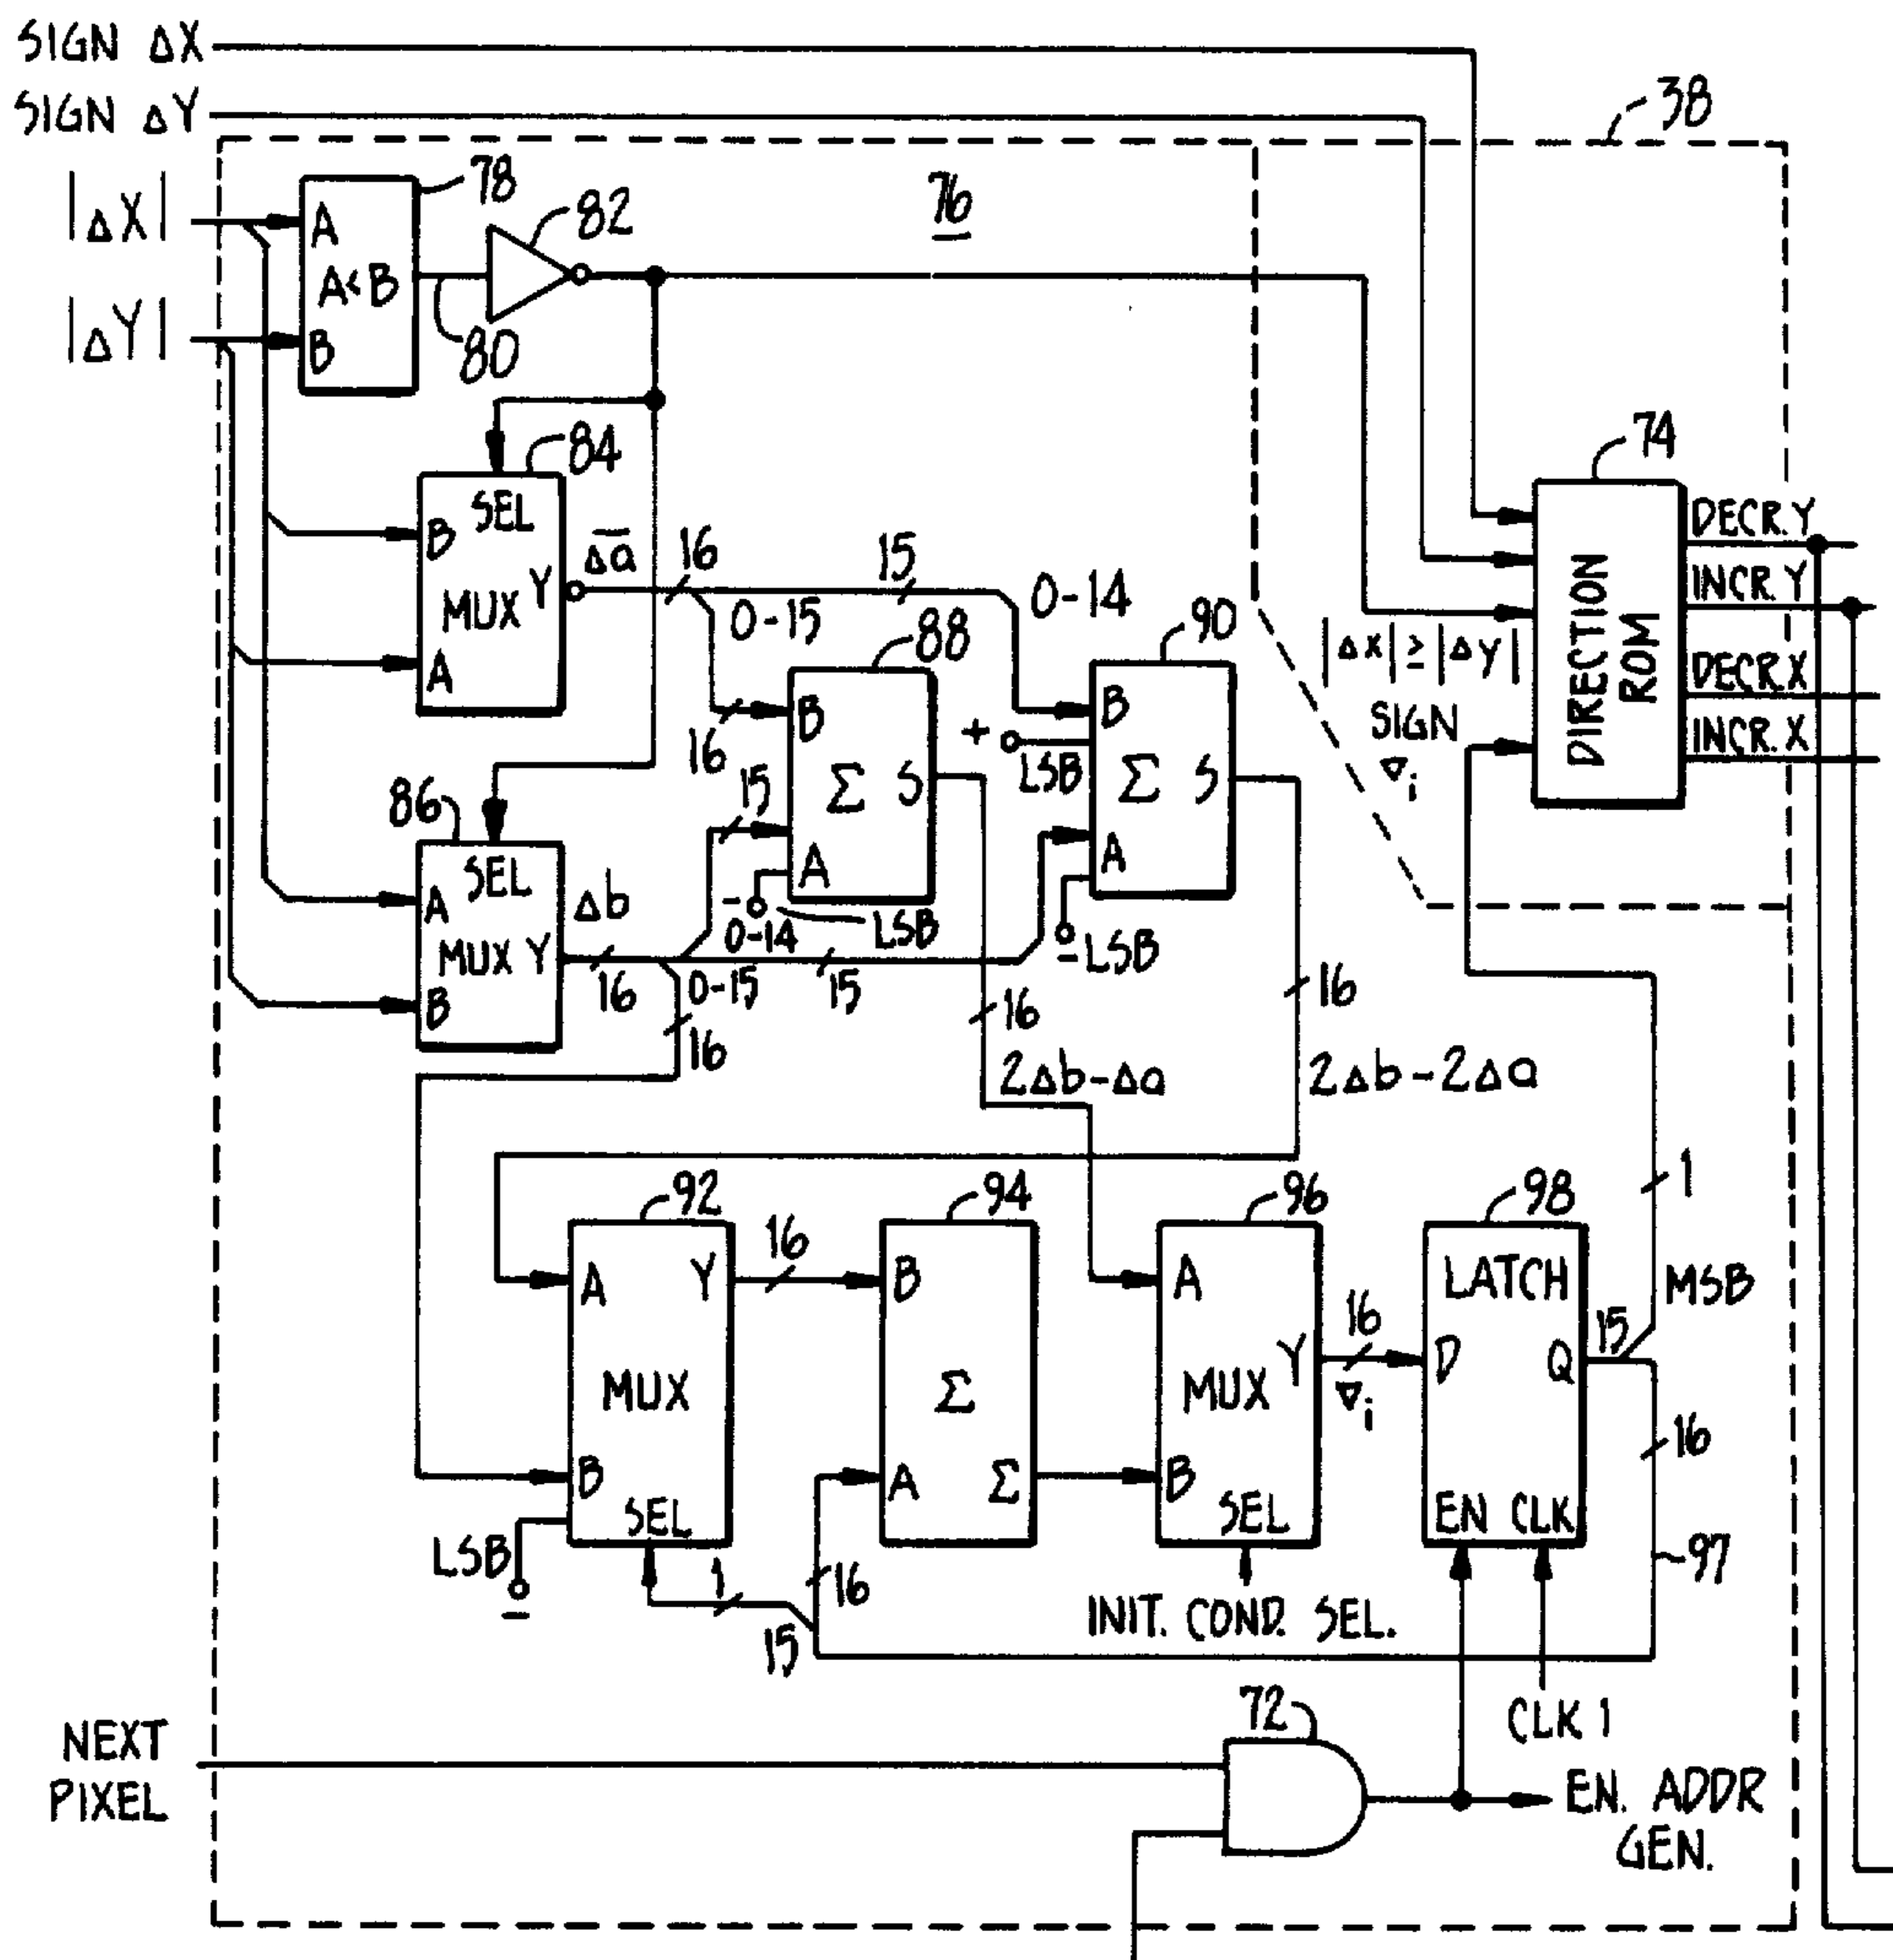 SIGN ΔX
SIGN ΔY
38
|ΔX|
|ΔY|
78
A
A<B
B
80
82
76
84
SEL
B
MUX Y
A
Δa̅
16
15
0-15
0-14
88
90
74
DIRECTION
ROM
DECR.Y
INCR.Y
DECR.X
INCR.X
|Δx|≥|Δy|
SIGN
∇i
B
16
15
Σ S
A
-
LSB
0-14
+
LSB
B
Σ S
A
- LSB
86
SEL
A
MUX Y
B
Δb
16
0-15
15
16
16
16
2Δb-Δa
2Δb-2Δa
1
MSB
92
A Y
MUX
B
SEL
LSB
-
16
94
B
Σ
A Σ
96
A
Y
MUX
B
SEL
16
∇i
98
LATCH
D Q
EN CLK
15
16
97
1
16
15
INIT. COND. SEL.
CLK 1
72
NEXT
PIXEL
EN. ADDR
GEN.